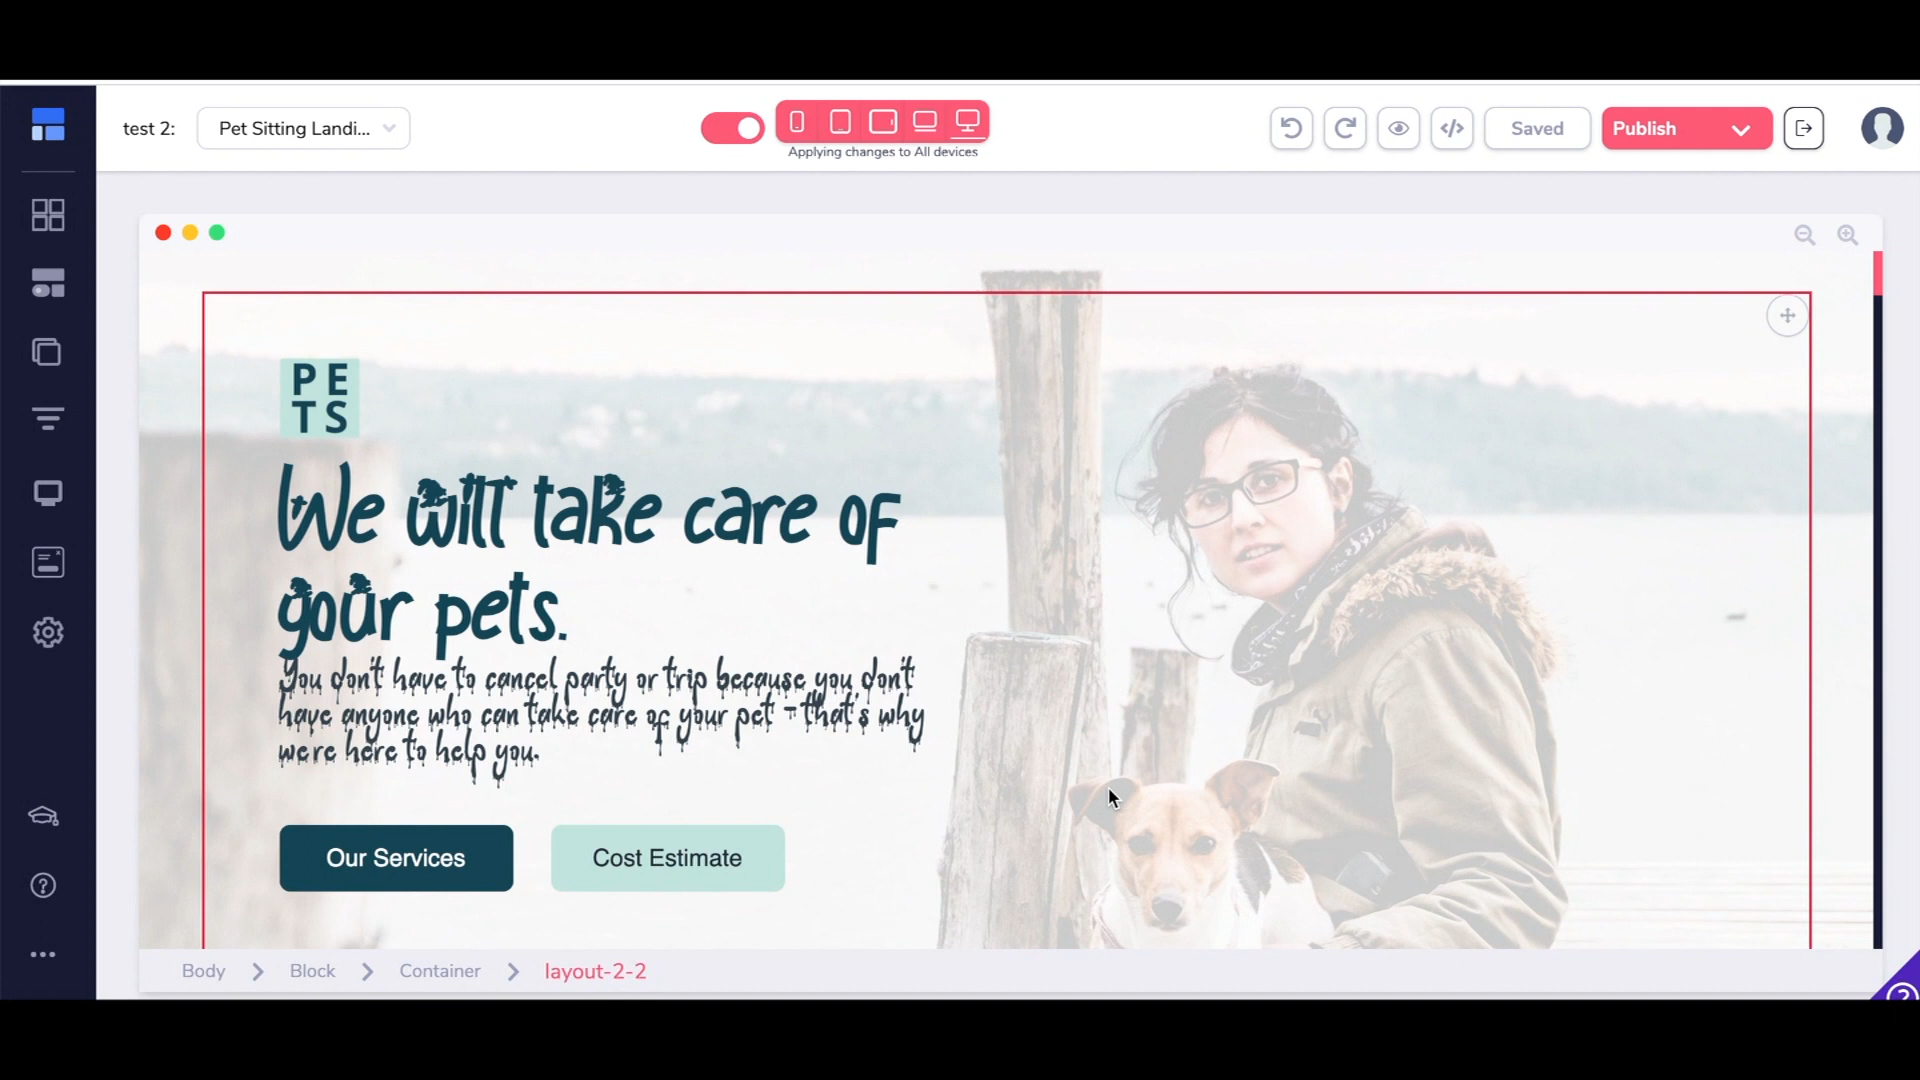 test 2:
Pet Sitting Landi...
Applying changes to All devices
</>
Saved
Publish
PE
TS
We will take care of
your pets.
You don't have to cancel party or trip because you don't
have anyone who can take care of your pet - that's why
we're here to help you.
Our Services
Cost Estimate
Body > Block > Container > layout-2-2